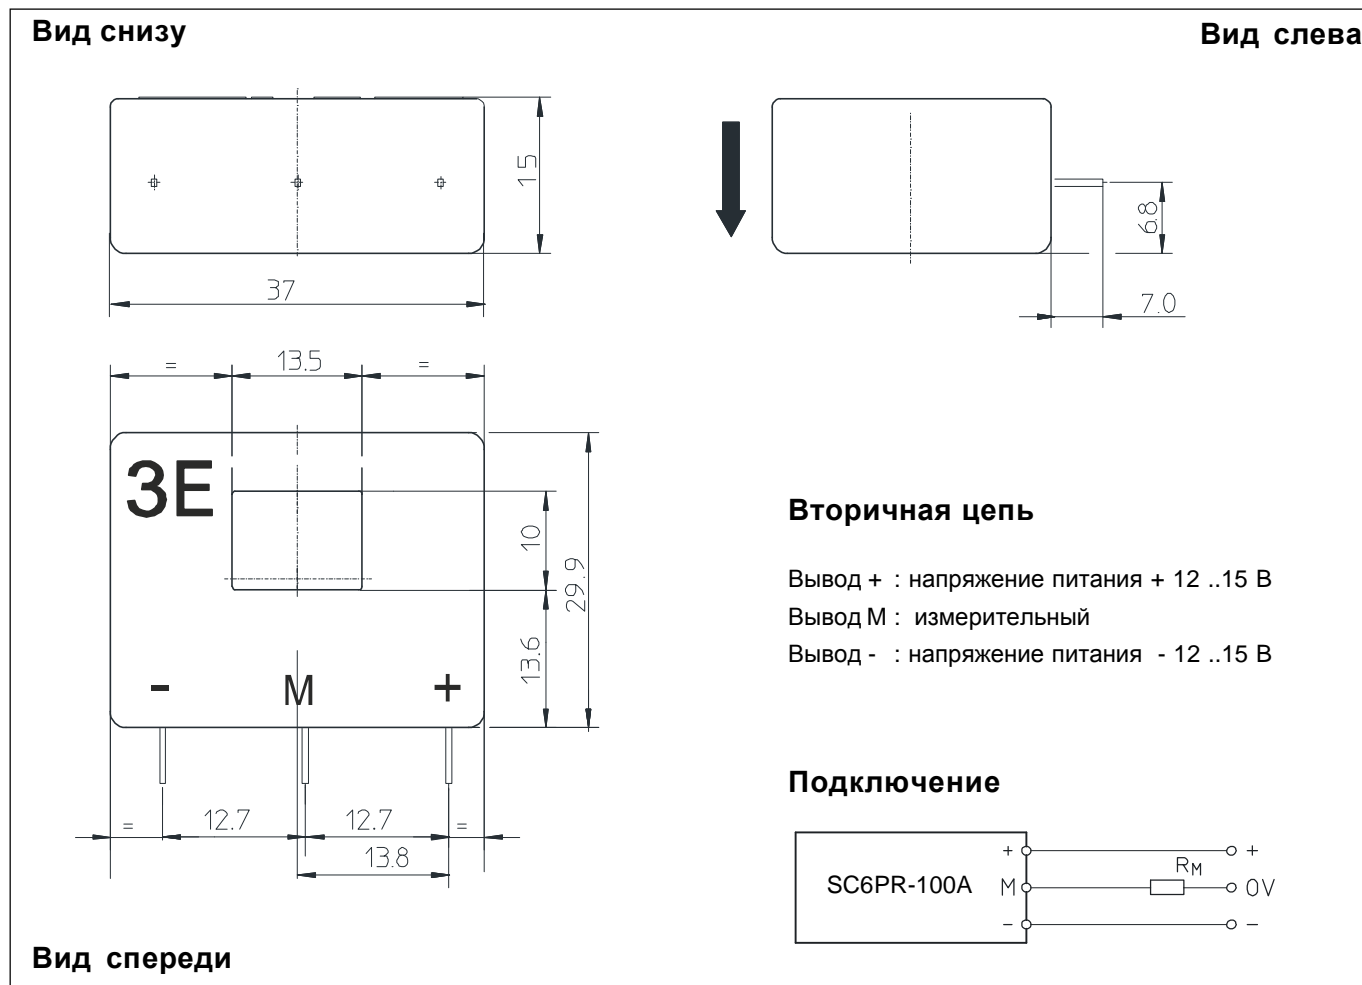 Вид снизу
Вид слева
15
37
6.8
7.0
= 13.5 =
3E
10
29.9
13.6
- M +
= 12.7 12.7 =
13.8
Вид спереди
Вторичная цепь
Вывод + : напряжение питания + 12 ..15 В
Вывод М : измерительный
Вывод - : напряжение питания - 12 ..15 В
Подключение
SC6PR-100A
+ +
M RM 0V
- -